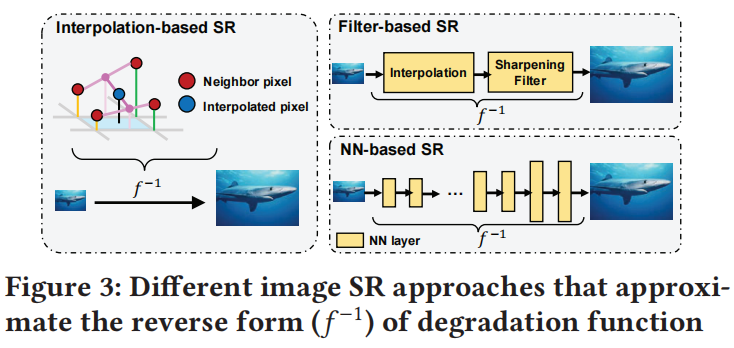 Interpolation-based SR
Neighbor pixel
Interpolated pixel
f⁻¹
Filter-based SR
Interpolation
Sharpening
Filter
f⁻¹
NN-based SR
...
NN layer
f⁻¹
Figure 3: Different image SR approaches that approxi-
mate the reverse form (f⁻¹) of degradation function